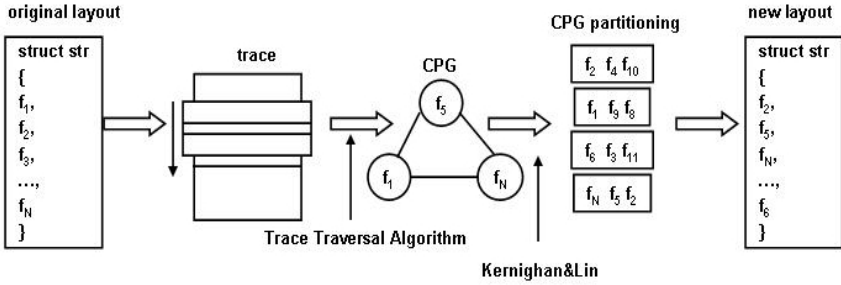 original layout
struct str
{
f1,
f2,
f3,
...,
fN
}
trace
Trace Traversal Algorithm
CPG
f5
f1
fN
Kernighan&Lin
CPG partitioning
f2 f4 f10
f1 f9 f8
f6 f3 f11
fN f5 f2
new layout
struct str
{
f2,
f5,
fN,
...,
f6
}